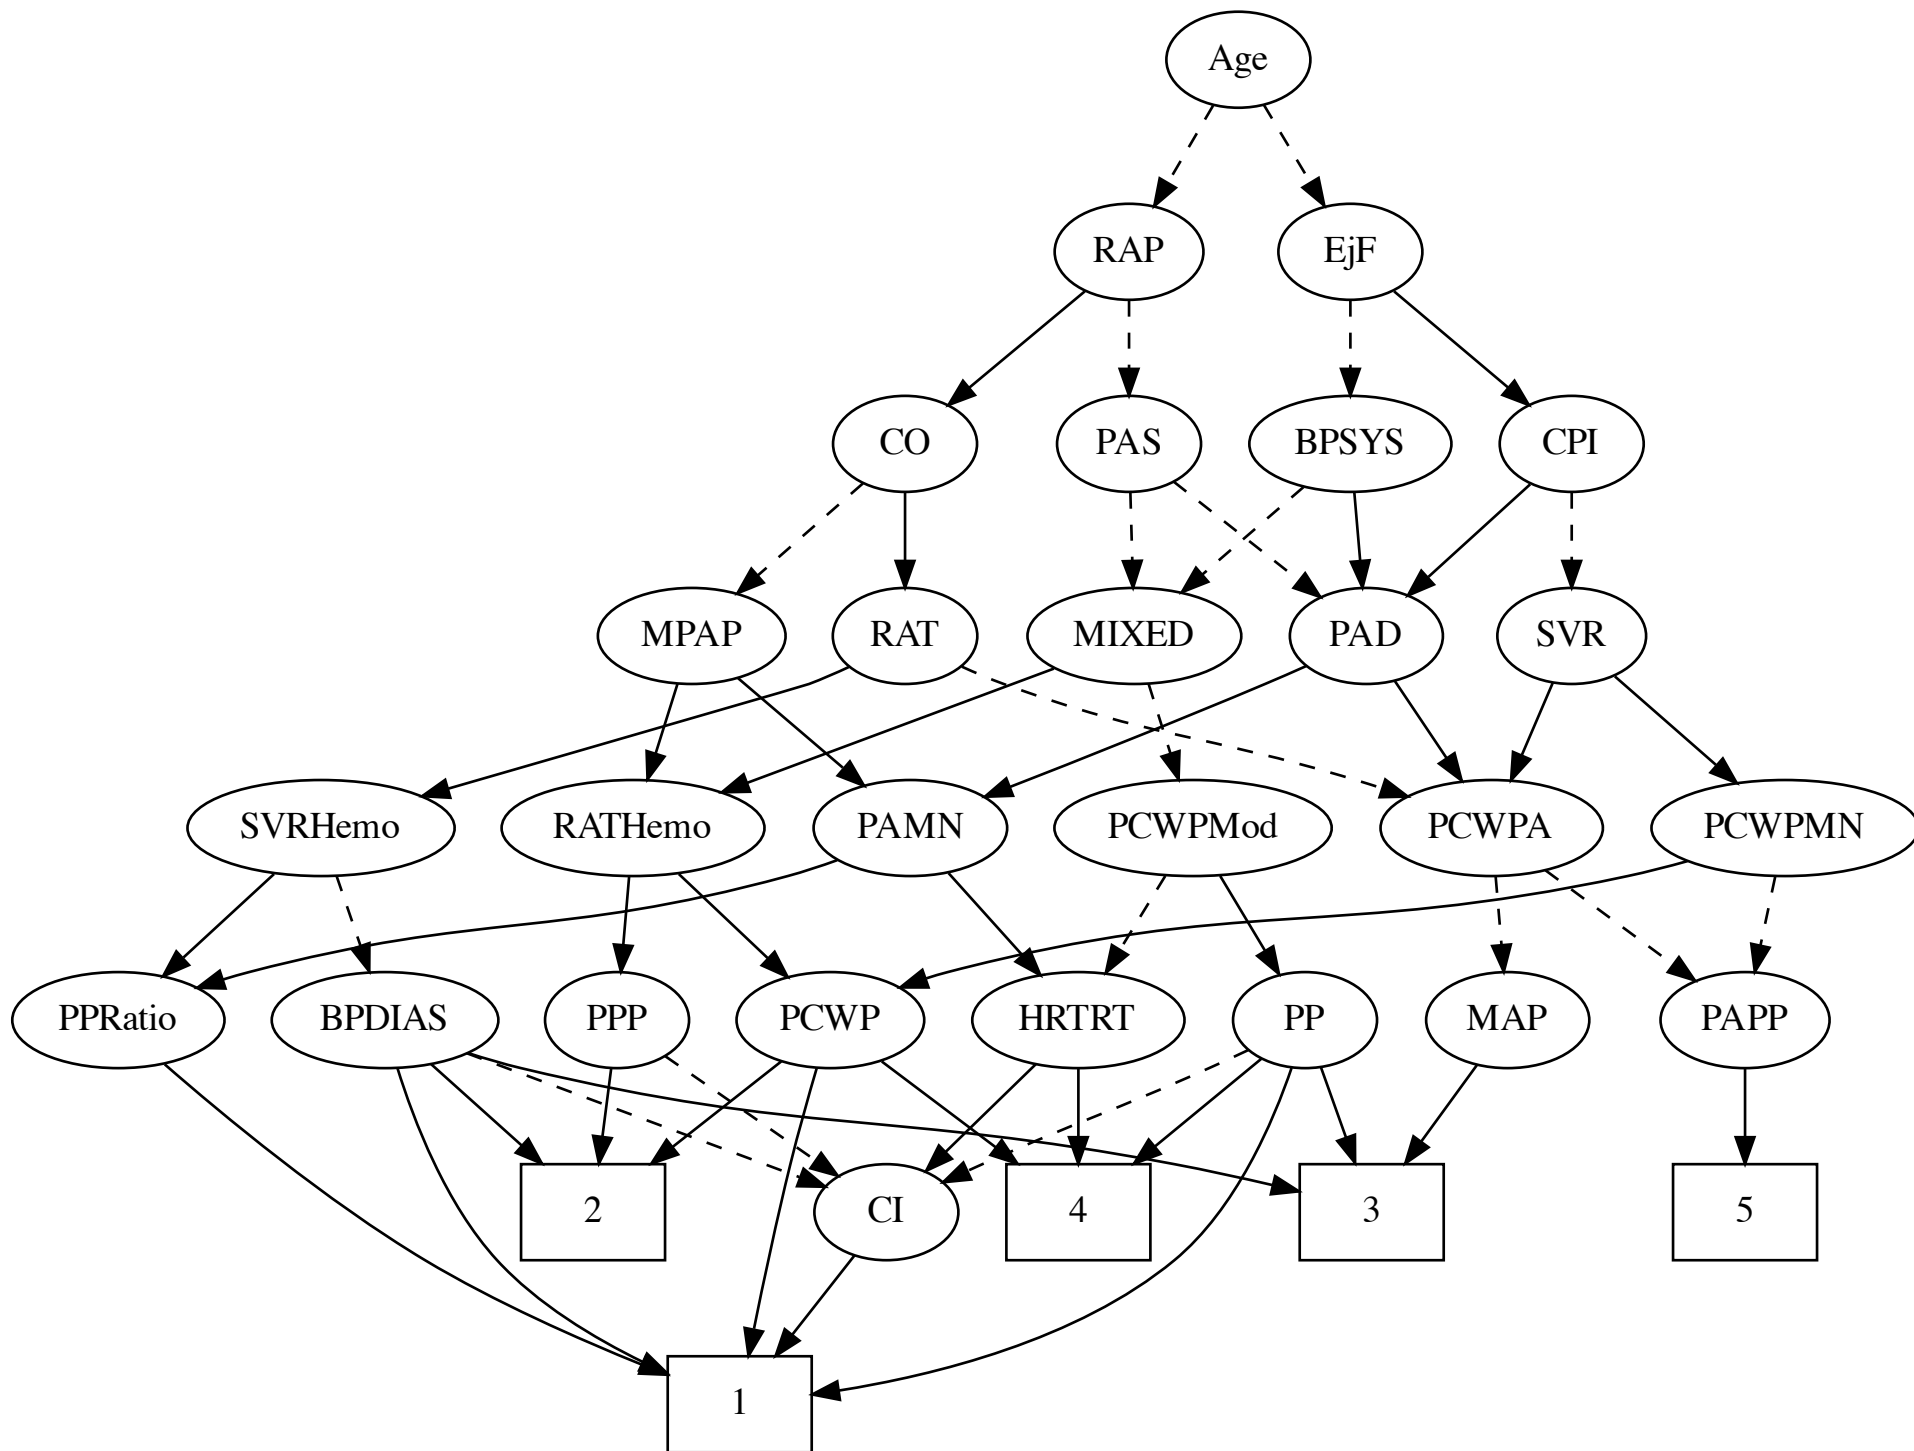 Age
RAP
EjF
CO
PAS
BPSYS
CPI
MPAP
RAT
MIXED
PAD
SVR
SVRHemo
RATHemo
PAMN
PCWPMod
PCWPA
PCWPMN
PPRatio
BPDIAS
PPP
PCWP
HRTRT
PP
MAP
PAPP
2
CI
4
3
5
1